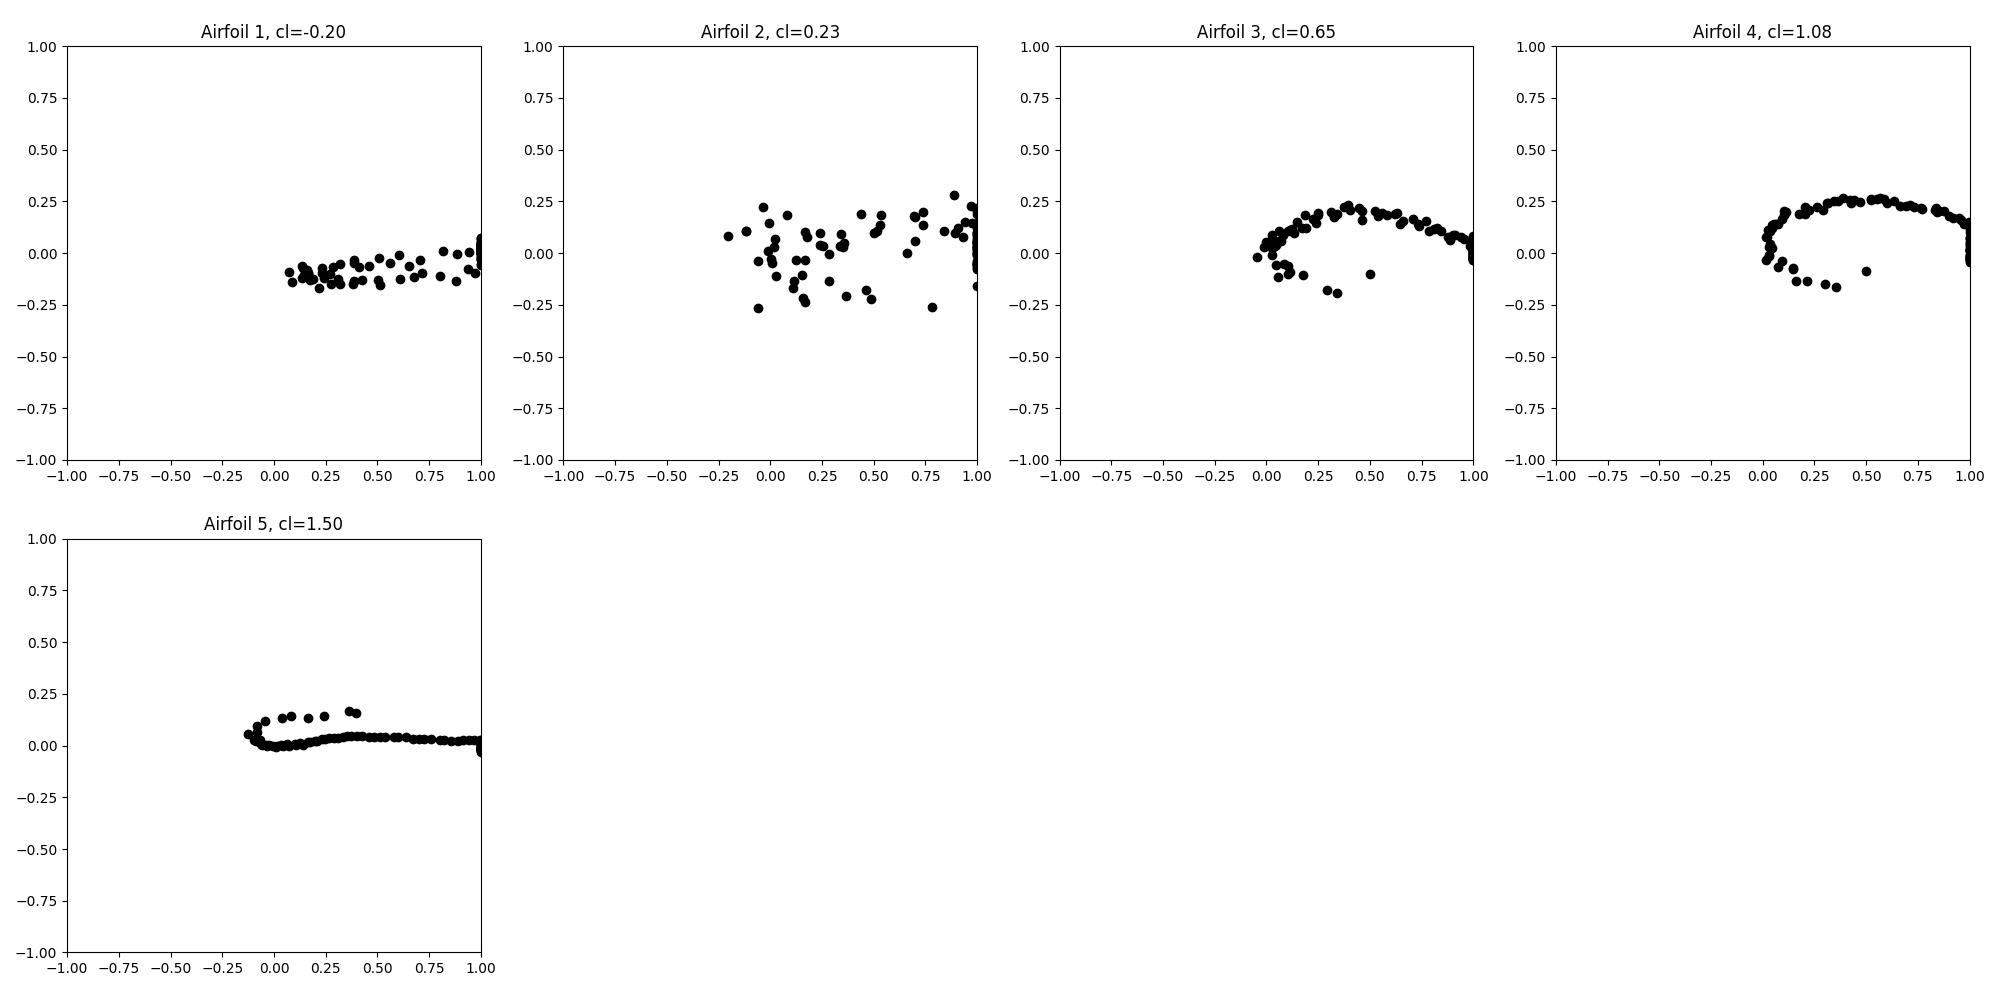 Airfoil 1, cl=-0.20
Airfoil 2, cl=0.23
Airfoil 3, cl=0.65
Airfoil 4, cl=1.08
1.00 1.00 1.00 1.00
0.75 0.75 0.75 0.75
0.50 0.50 0.50 0.50
0.25 0.25 0.25 0.25
0.00 0.00 0.00 0.00
−0.25 −0.25 −0.25 −0.25
−0.50 −0.50 −0.50 −0.50
−0.75 −0.75 −0.75 −0.75
−1.00 −1.00 −1.00 −1.00
−1.00 −0.75 −0.50 −0.25 0.00 0.25 0.50 0.75 1.00
−1.00 −0.75 −0.50 −0.25 0.00 0.25 0.50 0.75 1.00
−1.00 −0.75 −0.50 −0.25 0.00 0.25 0.50 0.75 1.00
−1.00 −0.75 −0.50 −0.25 0.00 0.25 0.50 0.75 1.00
Airfoil 5, cl=1.50
1.00
0.75
0.50
0.25
0.00
−0.25
−0.50
−0.75
−1.00
−1.00 −0.75 −0.50 −0.25 0.00 0.25 0.50 0.75 1.00